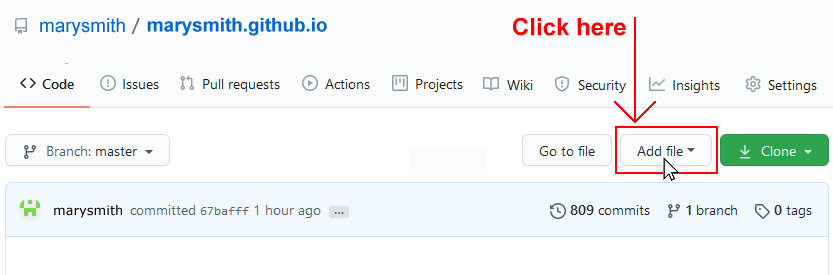 marysmith / marysmith.github.io
Click here
Code Issues Pull requests Actions Projects Wiki Security Insights Settings
Branch: master Go to file Add file Clone
marysmith committed 67bafff 1 hour ago ... 809 commits 1 branch 0 tags